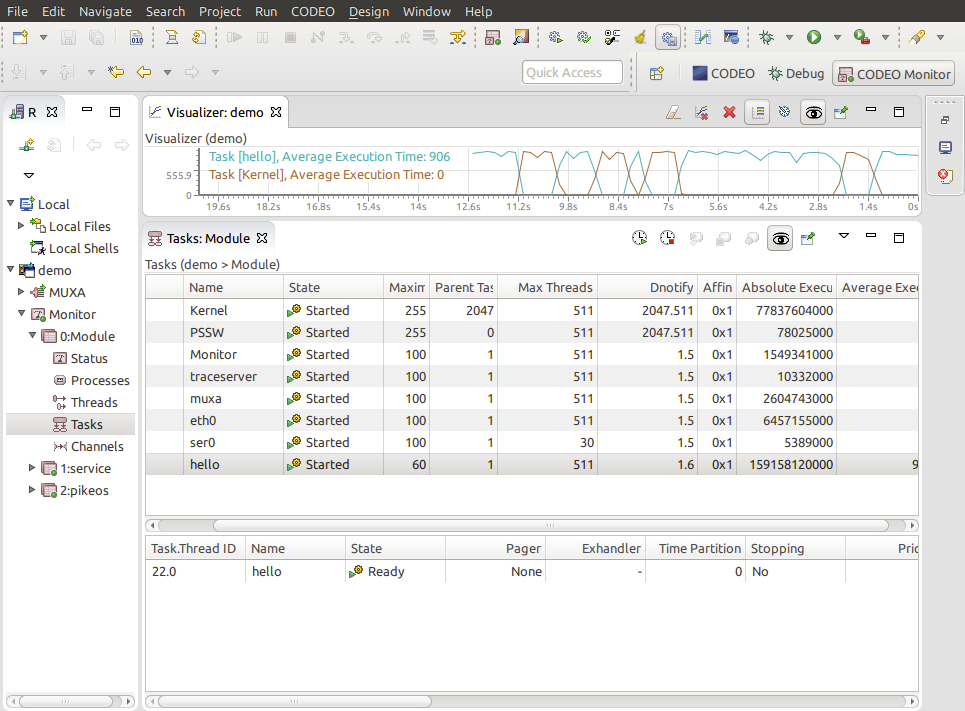 File Edit Navigate Search Project Run CODEO Design Window Help
010
Quick Access CODEO Debug CODEO Monitor
R Visualizer: demo
Visualizer (demo)
Task [hello], Average Execution Time: 906
Task [Kernel], Average Execution Time: 0
555.9
0
19.6s 18.2s 16.8s 15.4s 14s 12.6s 11.2s 9.8s 8.4s 7s 5.6s 4.2s 2.8s 1.4s 0s
Local
Local Files
Local Shells
demo
MUXA
Monitor
0:Module
Status
Processes
Threads
Tasks
Channels
1:service
2:pikeos
Tasks: Module
Tasks (demo > Module)
Name State Maxim Parent Tas Max Threads Dnotify Affin Absolute Execu Average Exec
Kernel Started 255 2047 511 2047.511 0x1 77837604000
PSSW Started 255 0 511 2047.511 0x1 78025000
Monitor Started 100 1 511 1.5 0x1 1549341000
traceserver Started 100 1 511 1.5 0x1 10332000
muxa Started 100 1 511 1.5 0x1 2604743000
eth0 Started 100 1 511 1.5 0x1 6457155000
ser0 Started 100 1 30 1.5 0x1 5389000
hello Started 60 1 511 1.6 0x1 159158120000 9
Task.Thread ID Name State Pager Exhandler Time Partition Stopping Pric
22.0 hello Ready None - 0 No